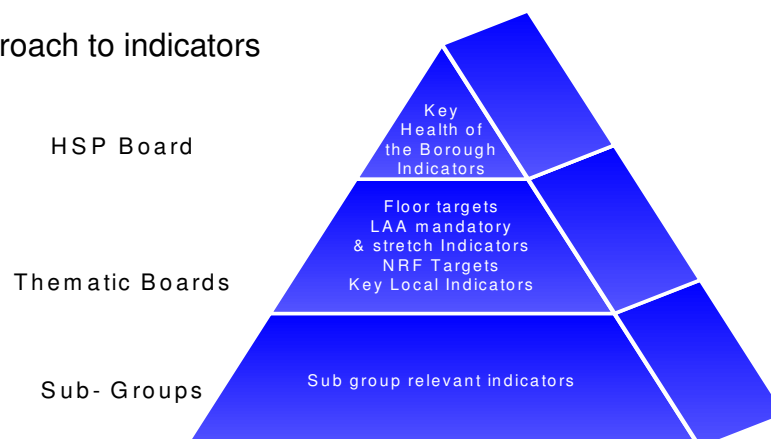 roach to indicators
HSP Board
Key
Health of
the Borough
Indicators
Thematic Boards
Floor targets
LAA mandatory
& stretch Indicators
NRF Targets
Key Local Indicators
Sub- Groups
Sub group relevant indicators